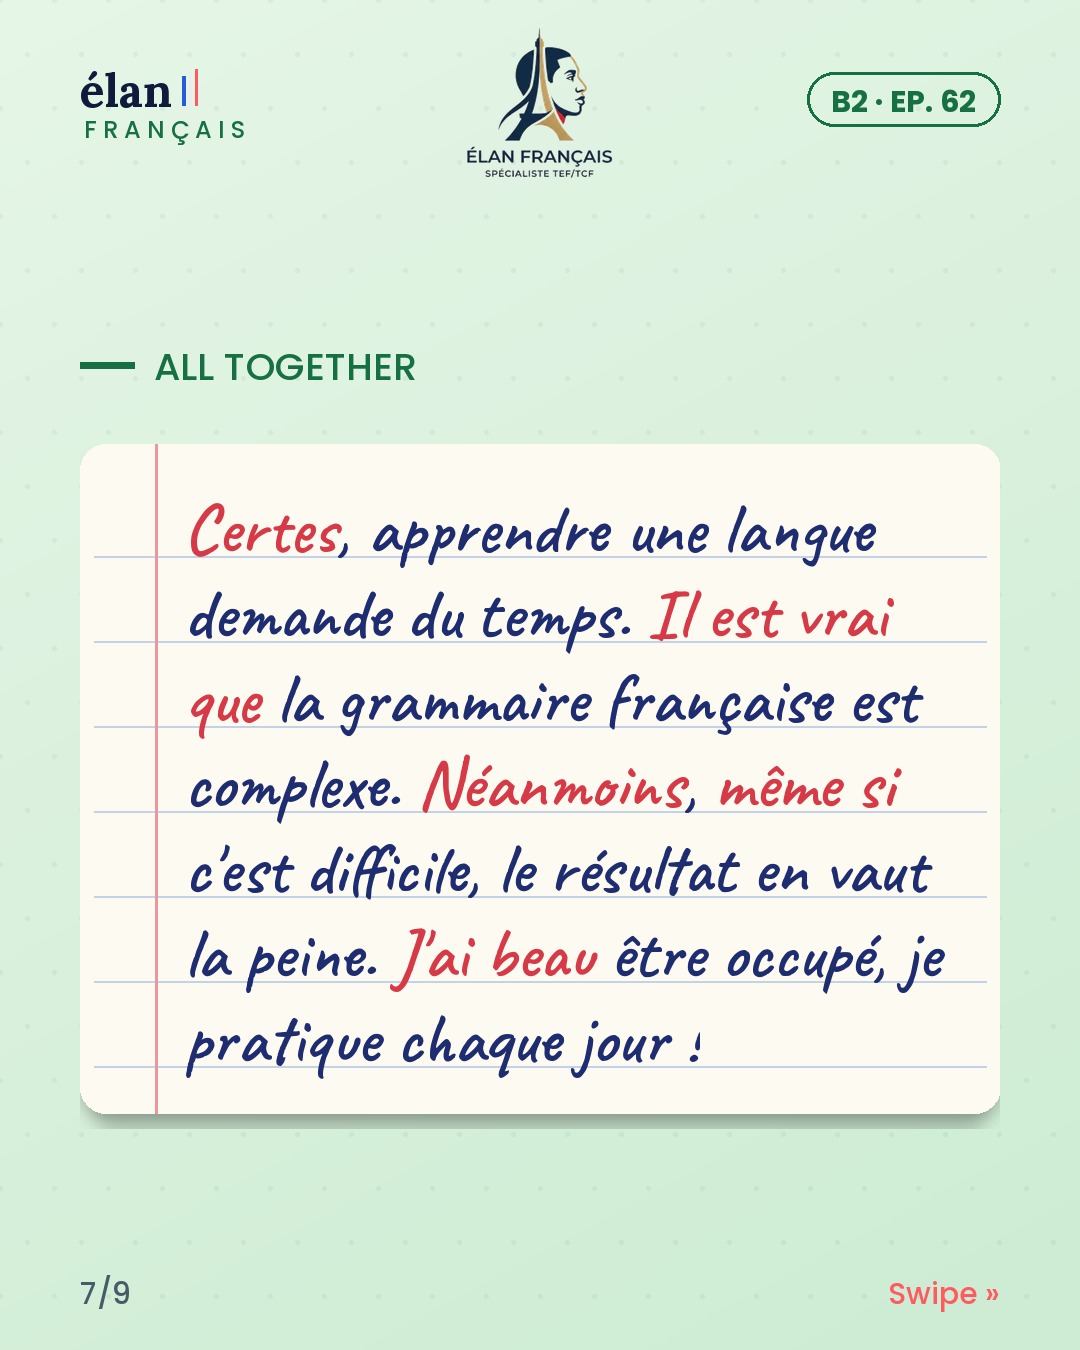 élan
FRANÇAIS
ÉLAN FRANÇAIS
SPÉCIALISTE TEF/TCF
B2 · EP. 62
ALL TOGETHER
Certes, apprendre une langue
demande du temps. Il est vrai
que la grammaire française est
complexe. Néanmoins, même si
c'est difficile, le résultat en vaut
la peine. J'ai beau être occupé, je
pratique chaque jour !
7/9
Swipe »